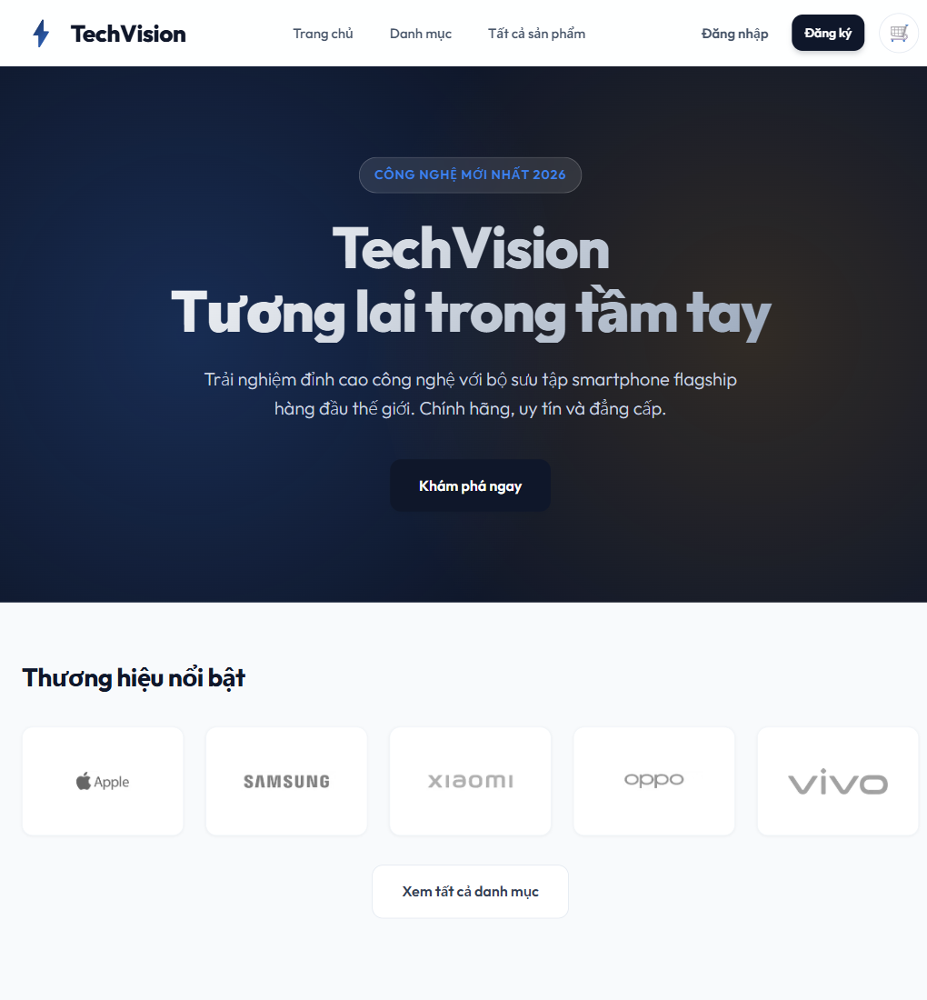 TechVision
Trang chủ
Danh mục
Tất cả sản phẩm
Đăng nhập
Đăng ký
CÔNG NGHỆ MỚI NHẤT 2026
TechVision
Tương lai trong tầm tay
Trải nghiệm đỉnh cao công nghệ với bộ sưu tập smartphone flagship
hàng đầu thế giới. Chính hãng, uy tín và đẳng cấp.
Khám phá ngay
Thương hiệu nổi bật
Apple
SAMSUNG
xiaomi
oppo
vivo
Xem tất cả danh mục